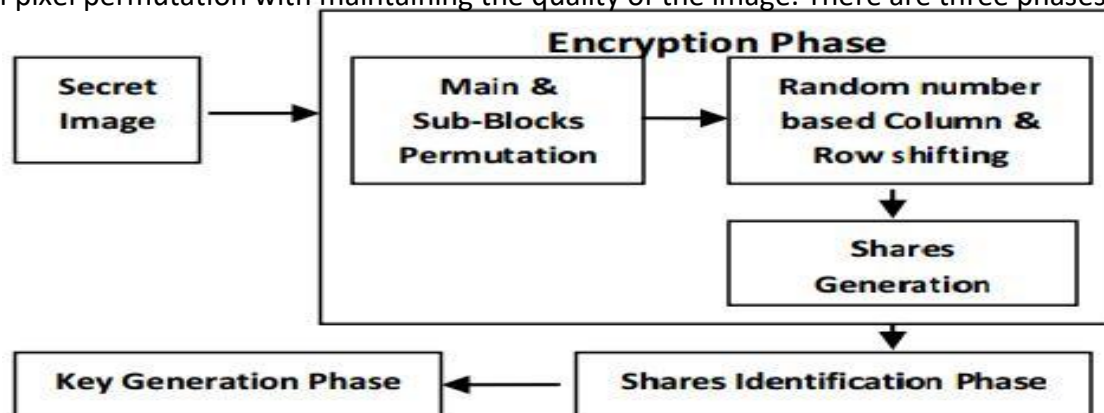 pixel permutation with maintaining the quality of the image. There are three phases
Encryption Phase
Secret
Image
Main &
Sub-Blocks
Permutation
Random number
based Column &
Row shifting
Shares
Generation
Key Generation Phase
Shares Identification Phase